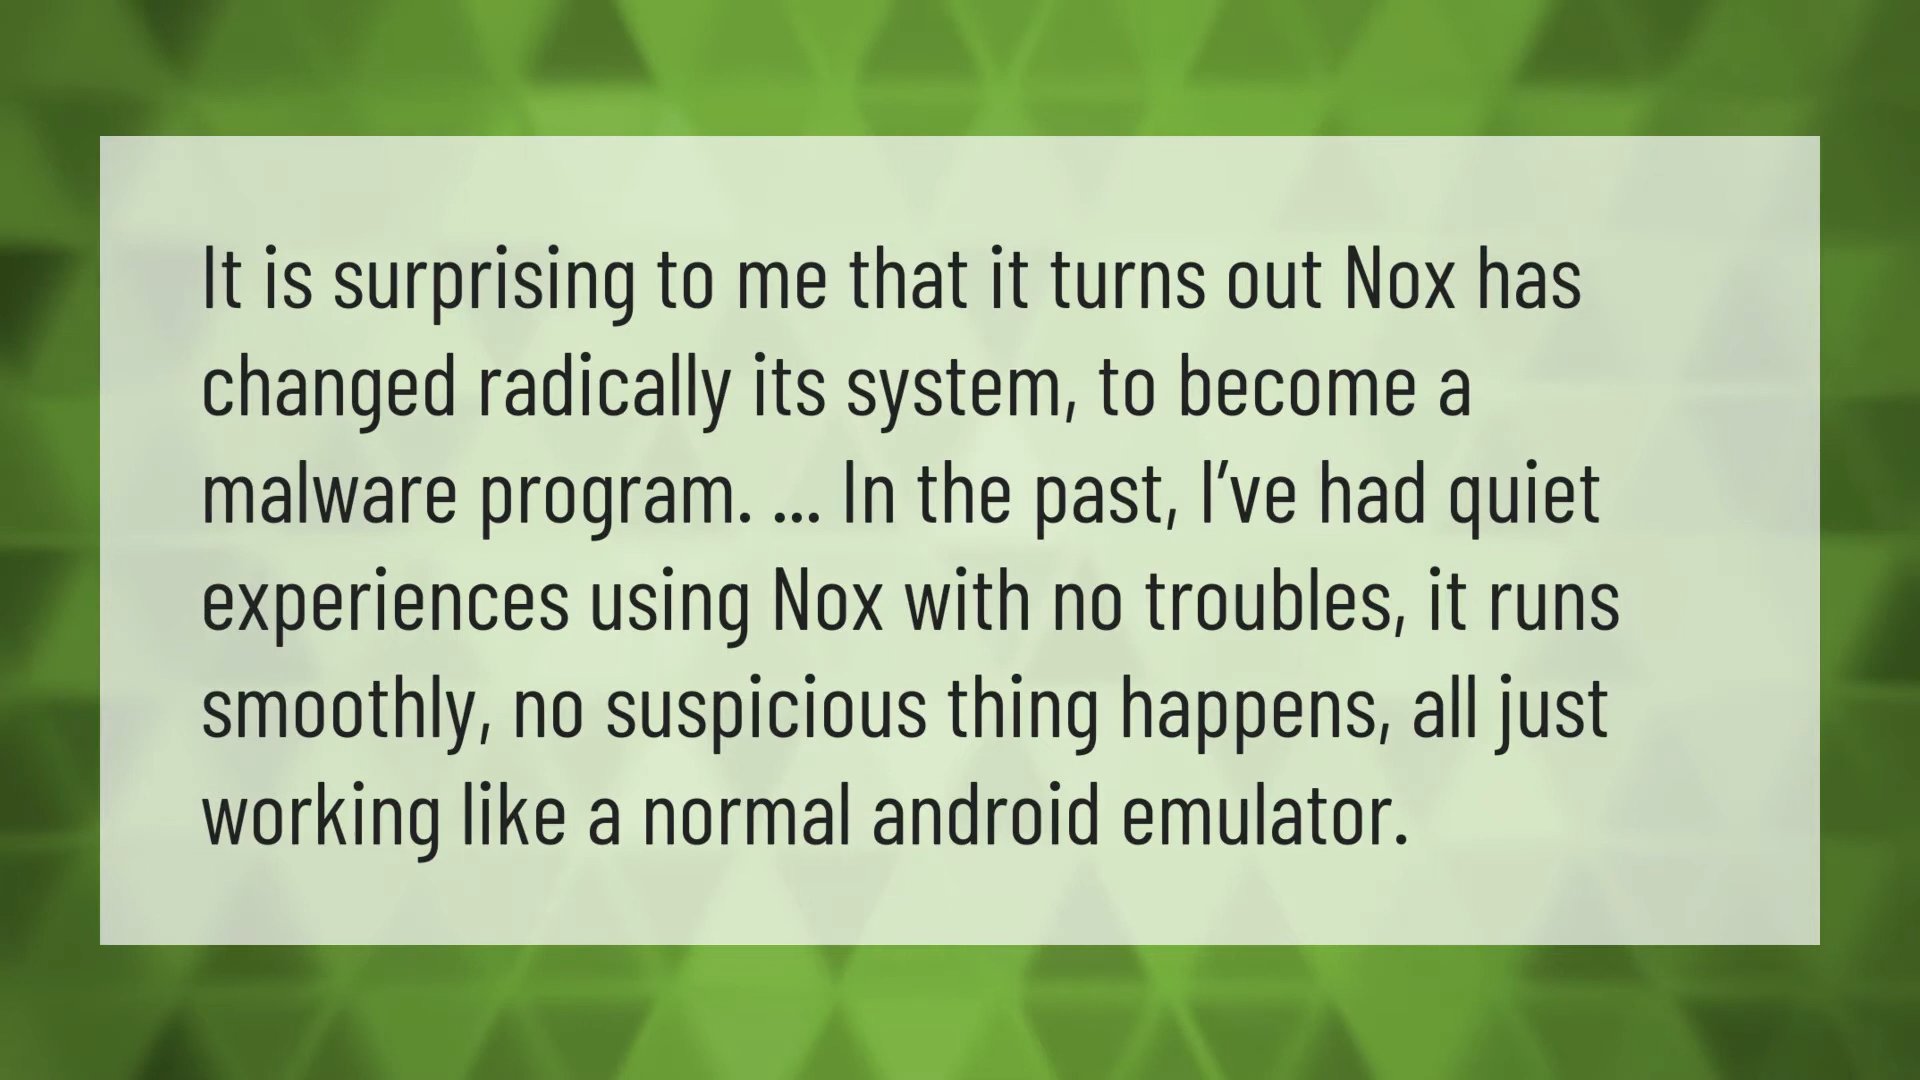 It is surprising to me that it turns out Nox has
changed radically its system, to become a
malware program. ... In the past, I’ve had quiet
experiences using Nox with no troubles, it runs
smoothly, no suspicious thing happens, all just
working like a normal android emulator.